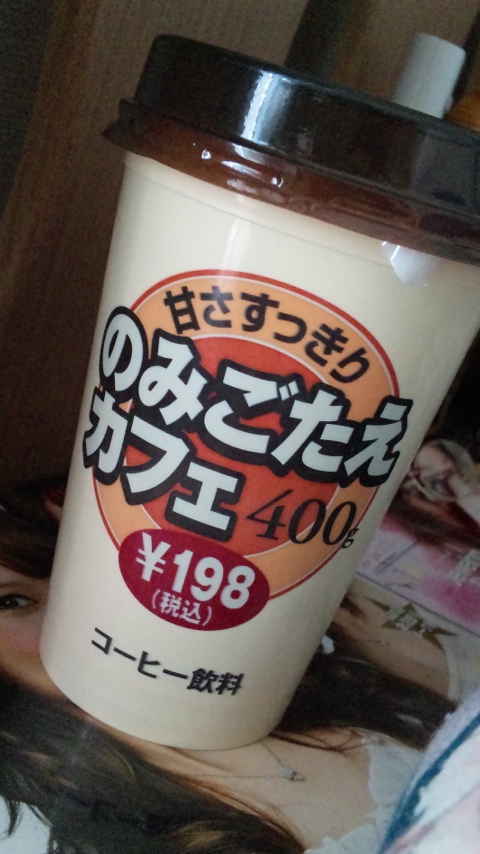 甘さすっきり
のみごたえ
カフェ 400g
¥198
(税込)
コーヒー飲料